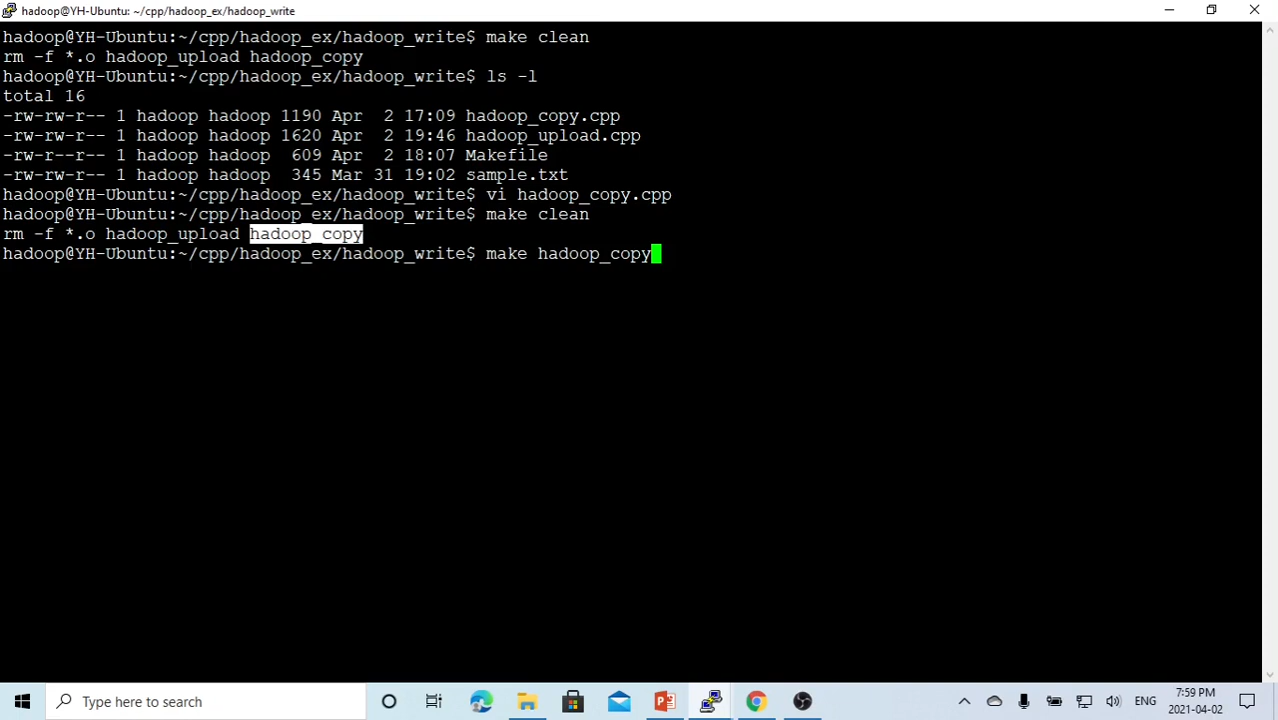 hadoop@YH-Ubuntu: ~/cpp/hadoop_ex/hadoop_write
hadoop@YH-Ubuntu:~/cpp/hadoop_ex/hadoop_write$ make clean
rm -f *.o hadoop_upload hadoop_copy
hadoop@YH-Ubuntu:~/cpp/hadoop_ex/hadoop_write$ ls -l
total 16
-rw-rw-r-- 1 hadoop hadoop 1190 Apr  2 17:09 hadoop_copy.cpp
-rw-rw-r-- 1 hadoop hadoop 1620 Apr  2 19:46 hadoop_upload.cpp
-rw-r--r-- 1 hadoop hadoop  609 Apr  2 18:07 Makefile
-rw-rw-r-- 1 hadoop hadoop  345 Mar 31 19:02 sample.txt
hadoop@YH-Ubuntu:~/cpp/hadoop_ex/hadoop_write$ vi hadoop_copy.cpp
hadoop@YH-Ubuntu:~/cpp/hadoop_ex/hadoop_write$ make clean
rm -f *.o hadoop_upload hadoop_copy
hadoop@YH-Ubuntu:~/cpp/hadoop_ex/hadoop_write$ make hadoop_copy
Type here to search
ENG
7:59 PM
2021-04-02